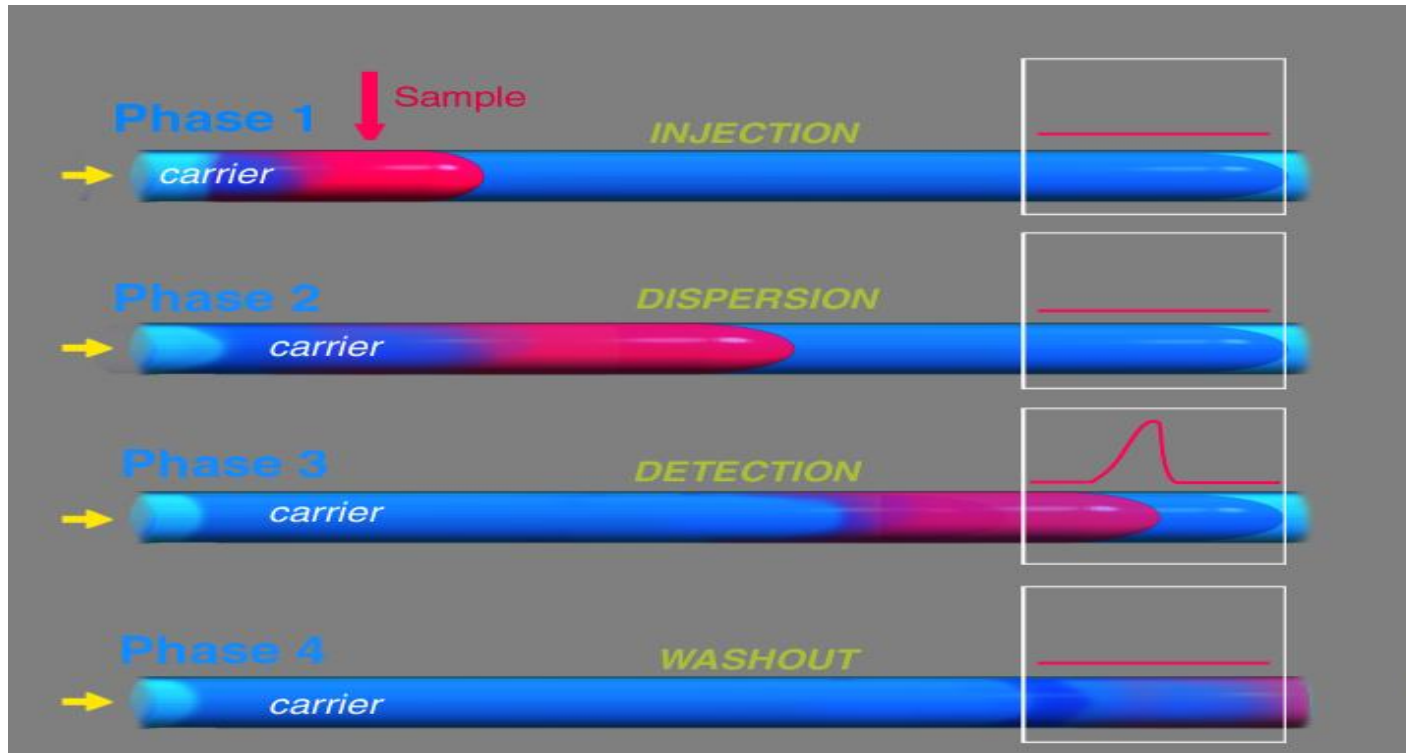 Sample
Phase 1
INJECTION
carrier
Phase 2
DISPERSION
carrier
Phase 3
DETECTION
carrier
Phase 4
WASHOUT
carrier